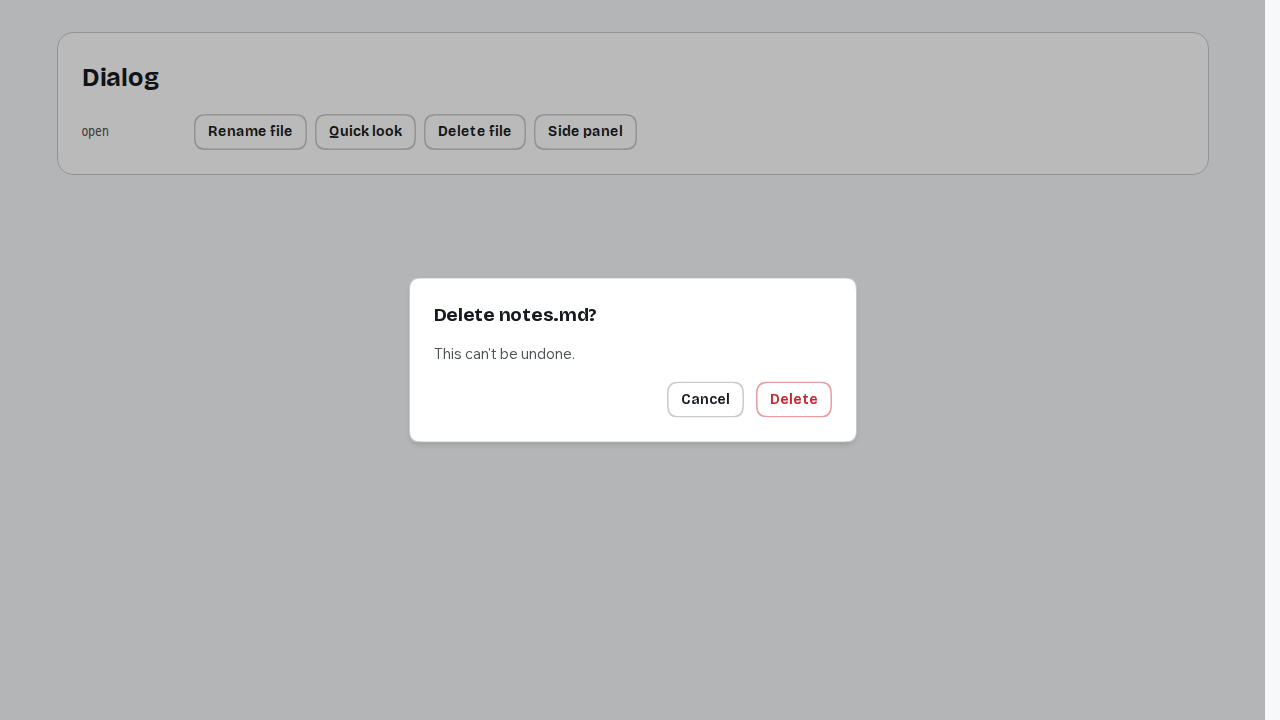 Dialog
open Rename file Quick look Delete file Side panel
Delete notes.md?
This can't be undone.
Cancel Delete